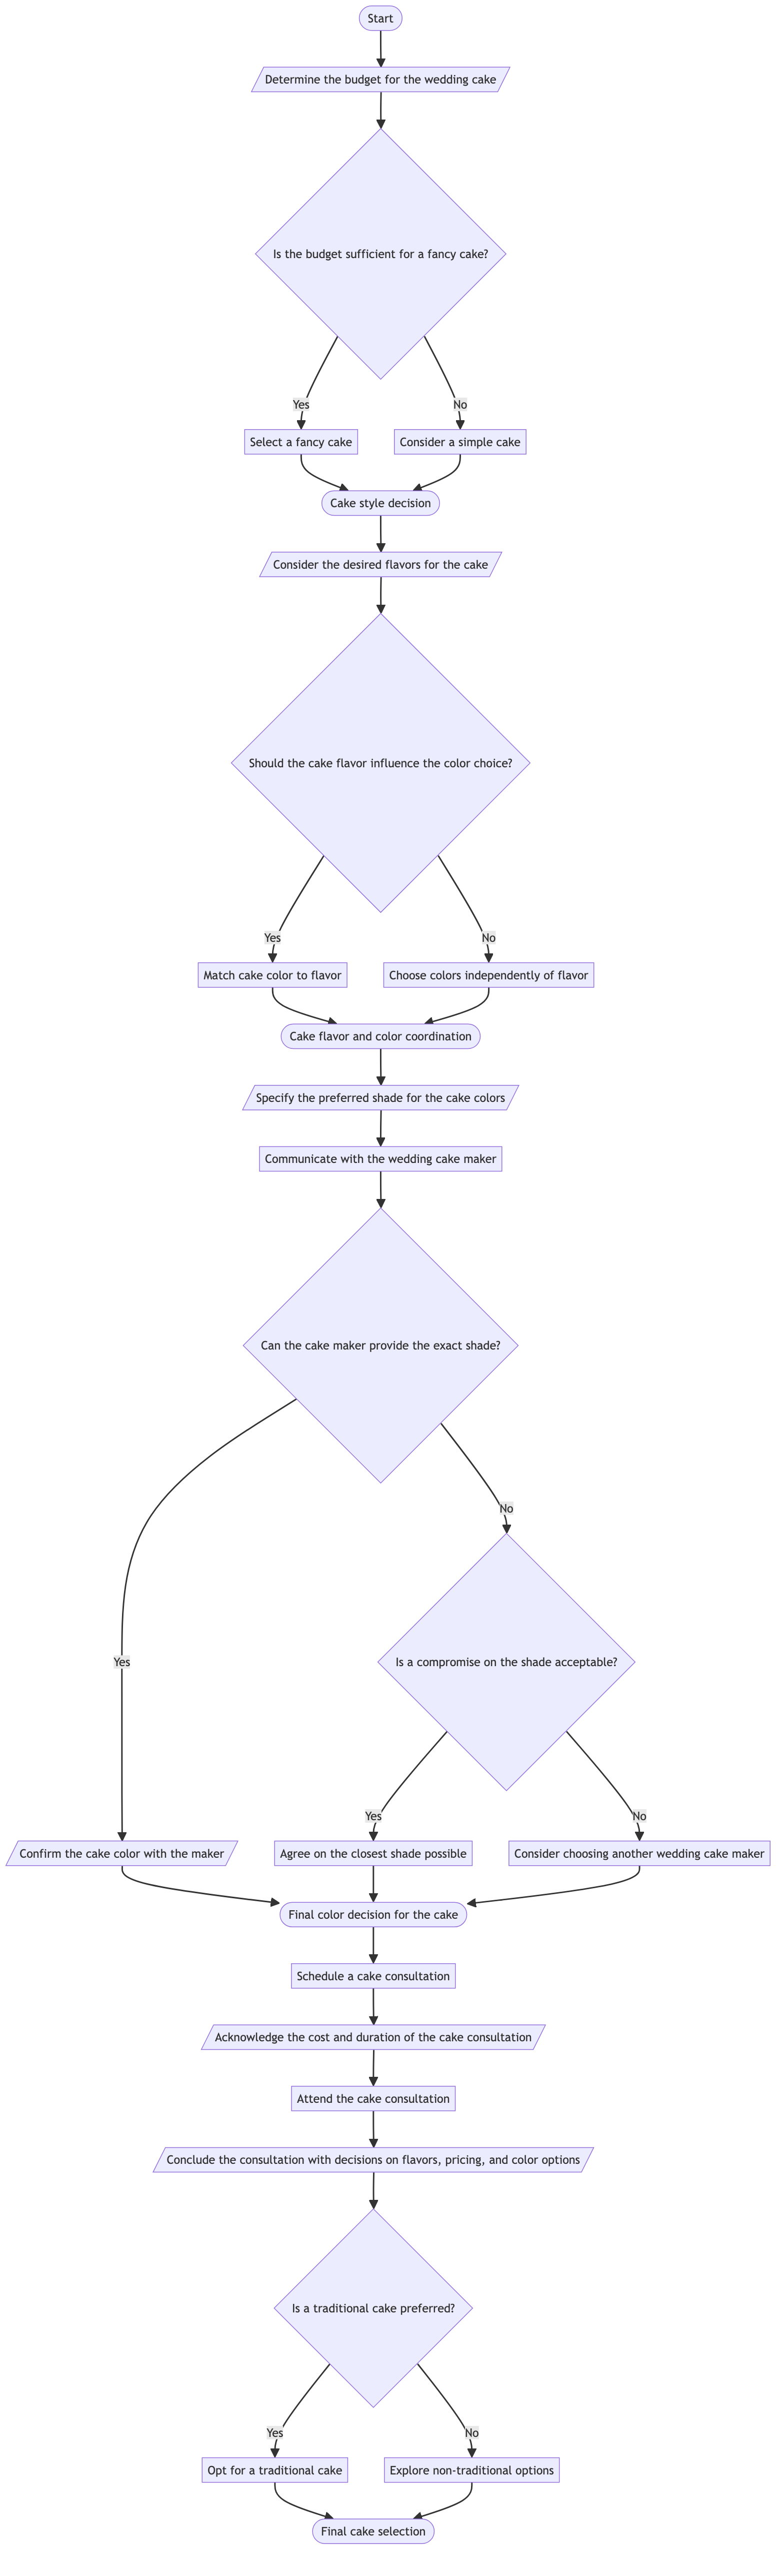 Start
Determine the budget for the wedding cake
Is the budget sufficient for a fancy cake?
Yes
No
Select a fancy cake
Consider a simple cake
Cake style decision
Consider the desired flavors for the cake
Should the cake flavor influence the color choice?
Yes
No
Match cake color to flavor
Choose colors independently of flavor
Cake flavor and color coordination
Specify the preferred shade for the cake colors
Communicate with the wedding cake maker
Can the cake maker provide the exact shade?
No
Yes
Is a compromise on the shade acceptable?
Yes
No
Confirm the cake color with the maker
Agree on the closest shade possible
Consider choosing another wedding cake maker
Final color decision for the cake
Schedule a cake consultation
Acknowledge the cost and duration of the cake consultation
Attend the cake consultation
Conclude the consultation with decisions on flavors, pricing, and color options
Is a traditional cake preferred?
Yes
No
Opt for a traditional cake
Explore non-traditional options
Final cake selection